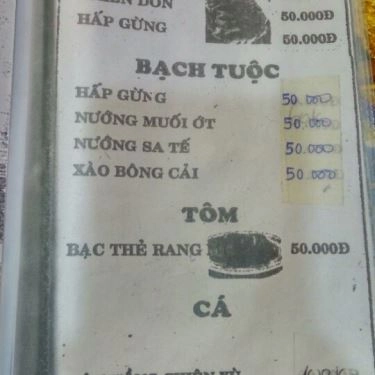 DÒN 50.000Đ
HẤP GỪNG 50.000Đ
BẠCH TUỘC
HẤP GỪNG 50.000
NƯỚNG MUỐI ỚT 50.000
NƯỚNG SA TẾ 50.000
XÀO BÔNG CẢI 50.000
TÔM
BẠC THẺ RANG 50.000Đ
CÁ